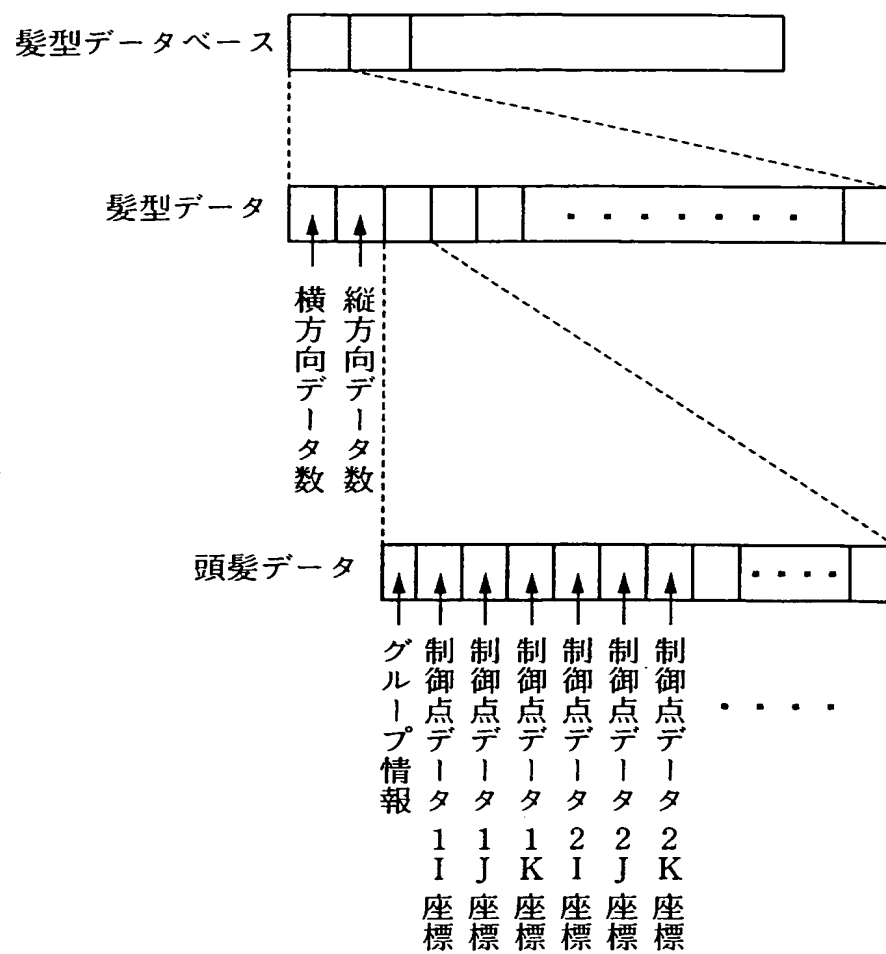 髪型データベース
髪型データ
横方向データ数
縦方向データ数
頭髪データ
グループ情報
制御点データ1I座標
制御点データ1J座標
制御点データ1K座標
制御点データ2I座標
制御点データ2J座標
制御点データ2K座標